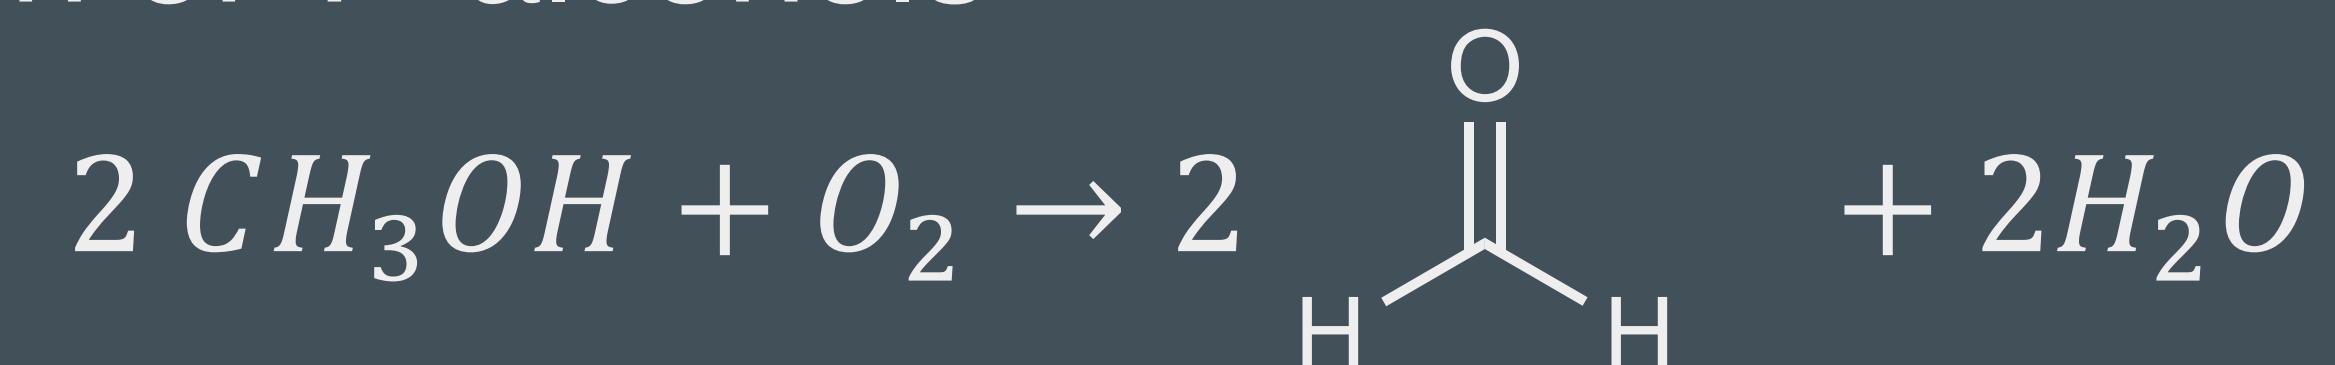 O
2 CH₃OH + O₂ → 2 + 2H₂O
H H